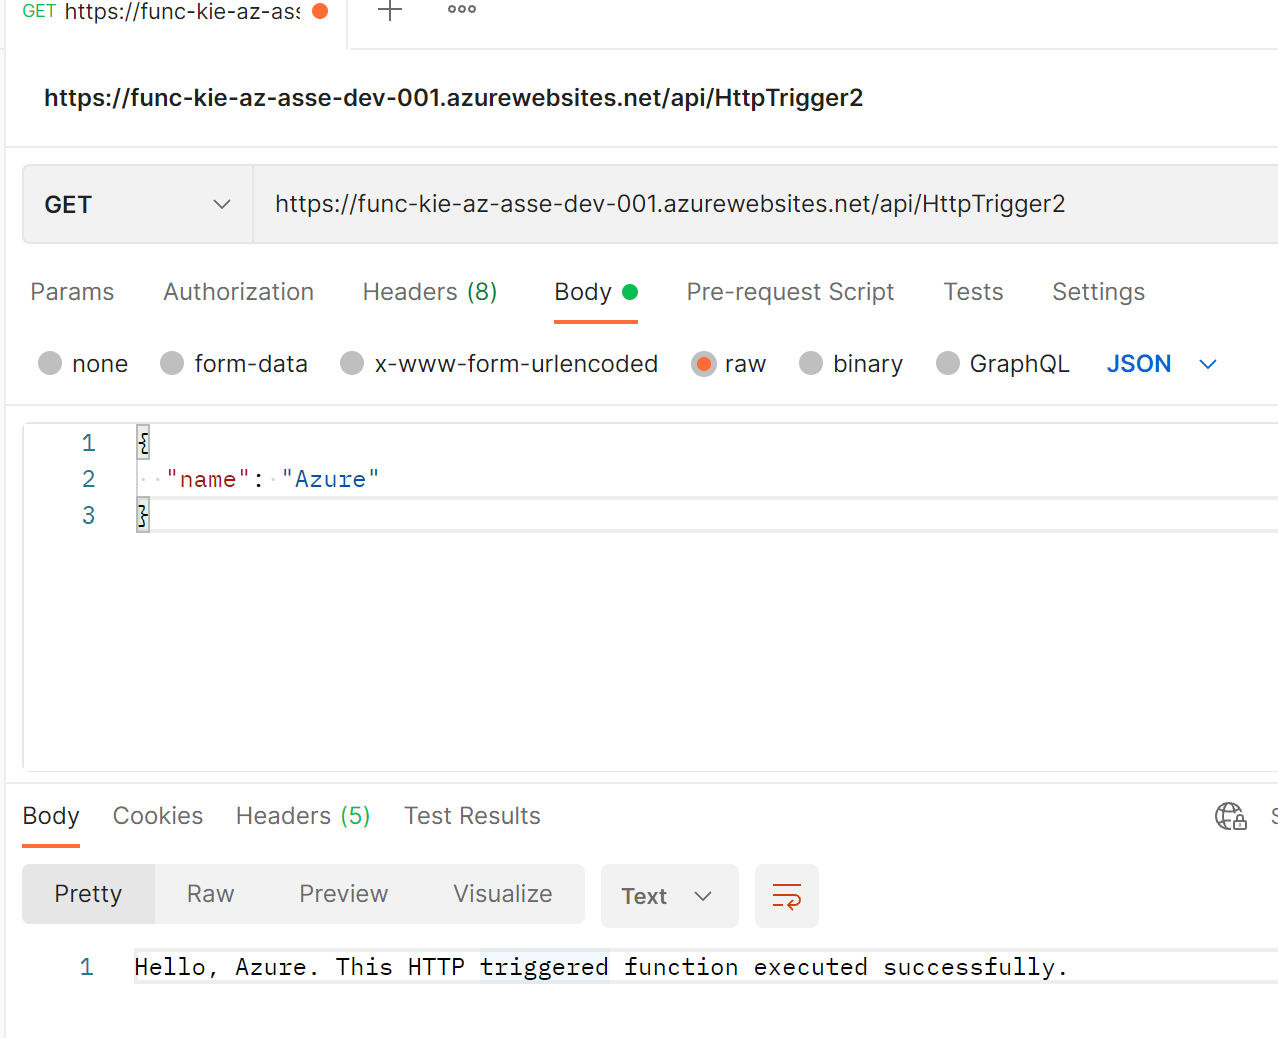 GET https://func-kie-az-ass
https://func-kie-az-asse-dev-001.azurewebsites.net/api/HttpTrigger2
GET https://func-kie-az-asse-dev-001.azurewebsites.net/api/HttpTrigger2
Params Authorization Headers (8) Body Pre-request Script Tests Settings
none form-data x-www-form-urlencoded raw binary GraphQL JSON
1 {
2 "name": "Azure"
3 }
Body Cookies Headers (5) Test Results
Pretty Raw Preview Visualize Text
1 Hello, Azure. This HTTP triggered function executed successfully.